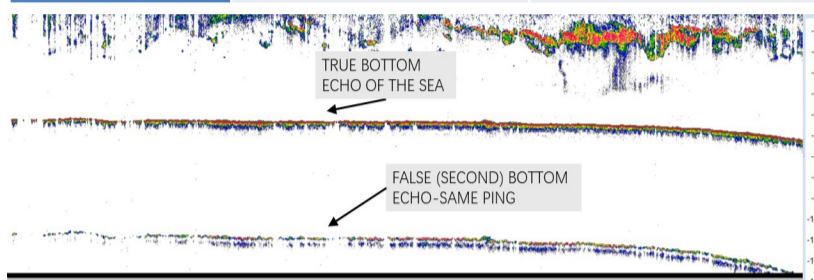 TRUE BOTTOM
ECHO OF THE SEA
FALSE (SECOND) BOTTOM
ECHO-SAME PING